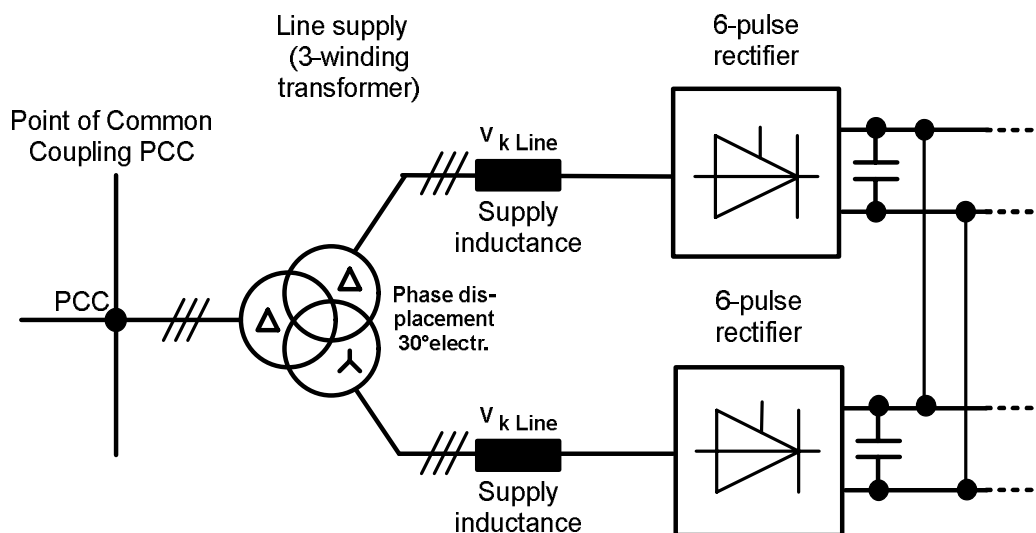 Line supply
(3-winding
transformer)
6-pulse
rectifier
Point of Common
Coupling PCC
V k Line
Supply
inductance
PCC
Phase dis-
placement
30°electr.
6-pulse
rectifier
V k Line
Supply
inductance